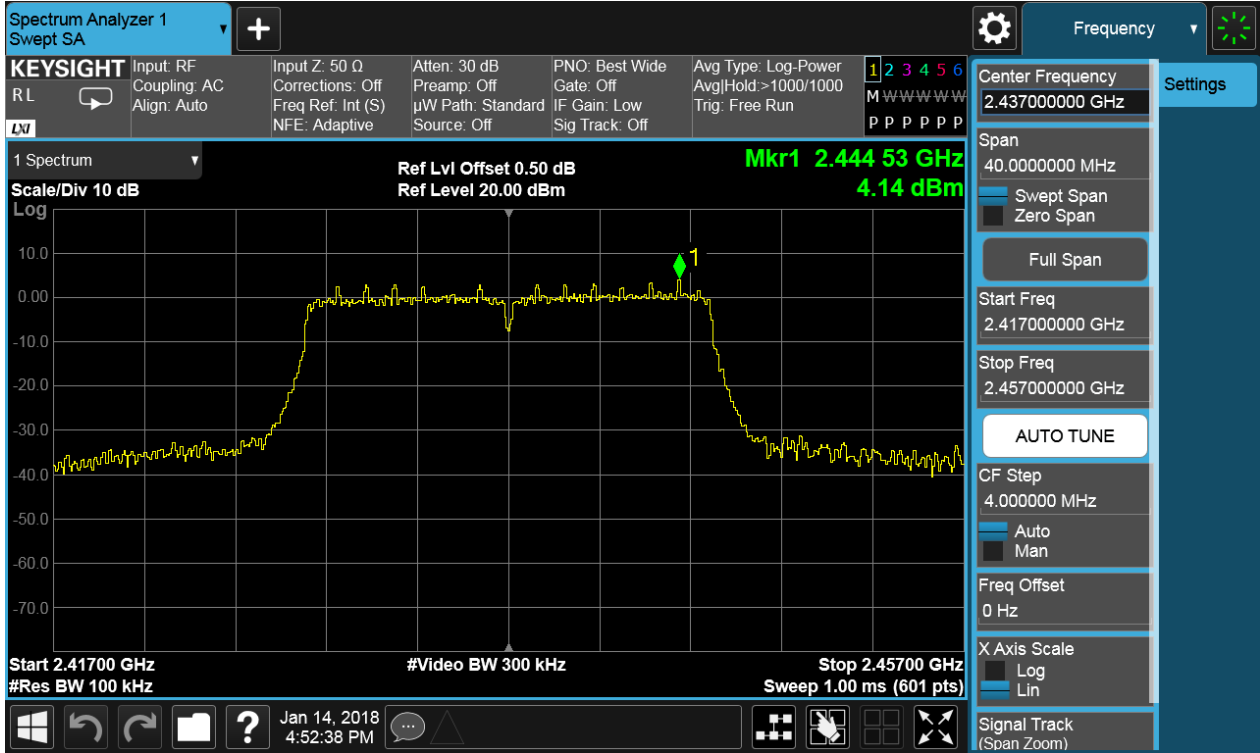 Spectrum Analyzer 1
Swept SA
Frequency
KEYSIGHT
RL
LXI
Input: RF
Coupling: AC
Align: Auto
Input Z: 50 Ω
Corrections: Off
Freq Ref: Int (S)
NFE: Adaptive
Atten: 30 dB
Preamp: Off
µW Path: Standard
Source: Off
PNO: Best Wide
Gate: Off
IF Gain: Low
Sig Track: Off
Avg Type: Log-Power
Avg|Hold:>1000/1000
Trig: Free Run
1 2 3 4 5 6
M W W W W W
P P P P P P
1 Spectrum
Scale/Div 10 dB
Log
Ref Lvl Offset 0.50 dB
Ref Level 20.00 dBm
Mkr1 2.444 53 GHz
4.14 dBm
1
10.0
0.00
-10.0
-20.0
-30.0
-40.0
-50.0
-60.0
-70.0
Start 2.41700 GHz
#Res BW 100 kHz
#Video BW 300 kHz
Stop 2.45700 GHz
Sweep 1.00 ms (601 pts)
Settings
Center Frequency
2.437000000 GHz
Span
40.0000000 MHz
Swept Span
Zero Span
Full Span
Start Freq
2.417000000 GHz
Stop Freq
2.457000000 GHz
AUTO TUNE
CF Step
4.000000 MHz
Auto
Man
Freq Offset
0 Hz
X Axis Scale
Log
Lin
Signal Track
(Span Zoom)
?
Jan 14, 2018
4:52:38 PM